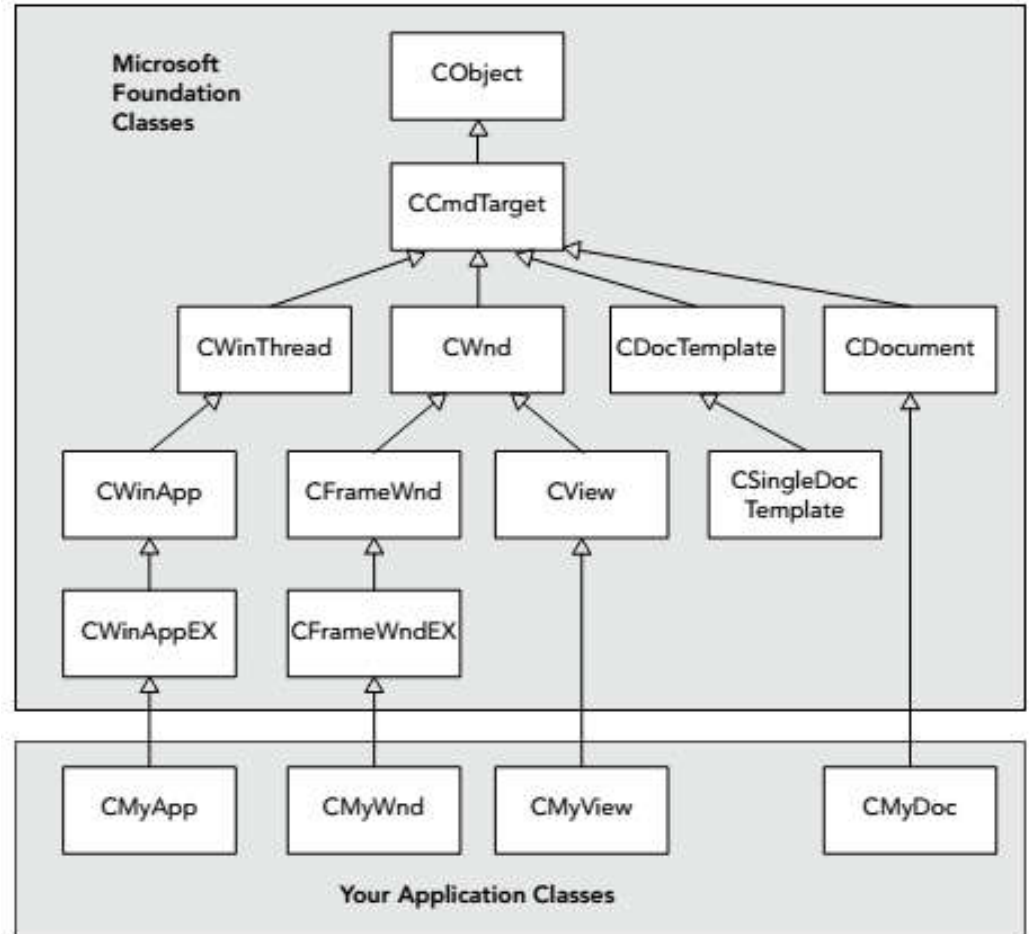 Microsoft
Foundation
Classes
CObject
CCmdTarget
CWinThread
CWnd
CDocTemplate
CDocument
CWinApp
CFrameWnd
CView
CSingleDoc
Template
CWinAppEX
CFrameWndEX
CMyApp
CMyWnd
CMyView
CMyDoc
Your Application Classes